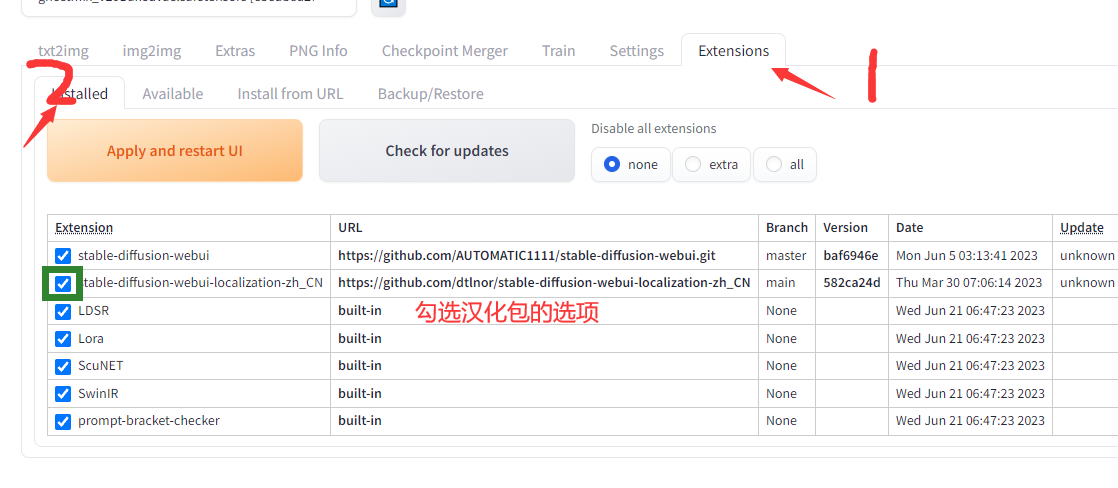 txt2img img2img Extras PNG Info Checkpoint Merger Train Settings Extensions 1
2 Installed Available Install from URL Backup/Restore
Disable all extensions
Apply and restart UI Check for updates none extra all
Extension URL Branch Version Date Update
stable-diffusion-webui https://github.com/AUTOMATIC1111/stable-diffusion-webui.git master baf6946e Mon Jun 5 03:13:41 2023 unknown
stable-diffusion-webui-localization-zh_CN https://github.com/dtlnor/stable-diffusion-webui-localization-zh_CN main 582ca24d Thu Mar 30 07:06:14 2023 unknown
LDSR built-in 勾选汉化包的选项 None Wed Jun 21 06:47:23 2023
Lora built-in None Wed Jun 21 06:47:23 2023
ScuNET built-in None Wed Jun 21 06:47:23 2023
SwinIR built-in None Wed Jun 21 06:47:23 2023
prompt-bracket-checker built-in None Wed Jun 21 06:47:23 2023